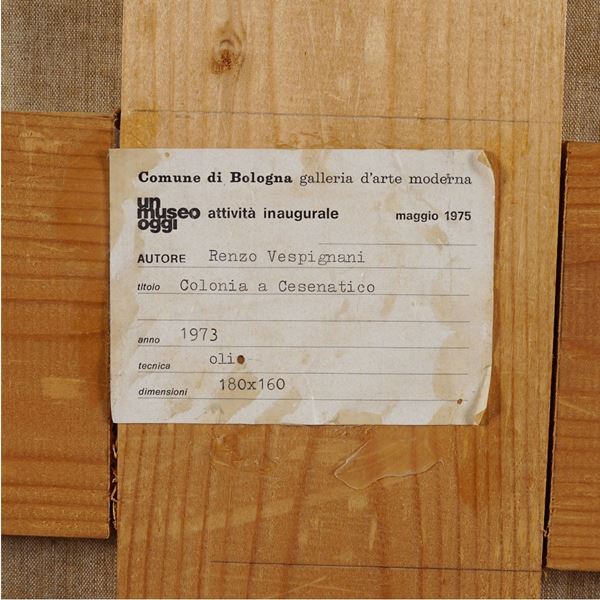 Comune di Bologna galleria d'arte moderna
un
museo
oggi
attività inaugurale maggio 1975
AUTORE Renzo Vespignani
titolo Colonia a Cesenatico
anno 1973
tecnica olio
dimensioni 180x160